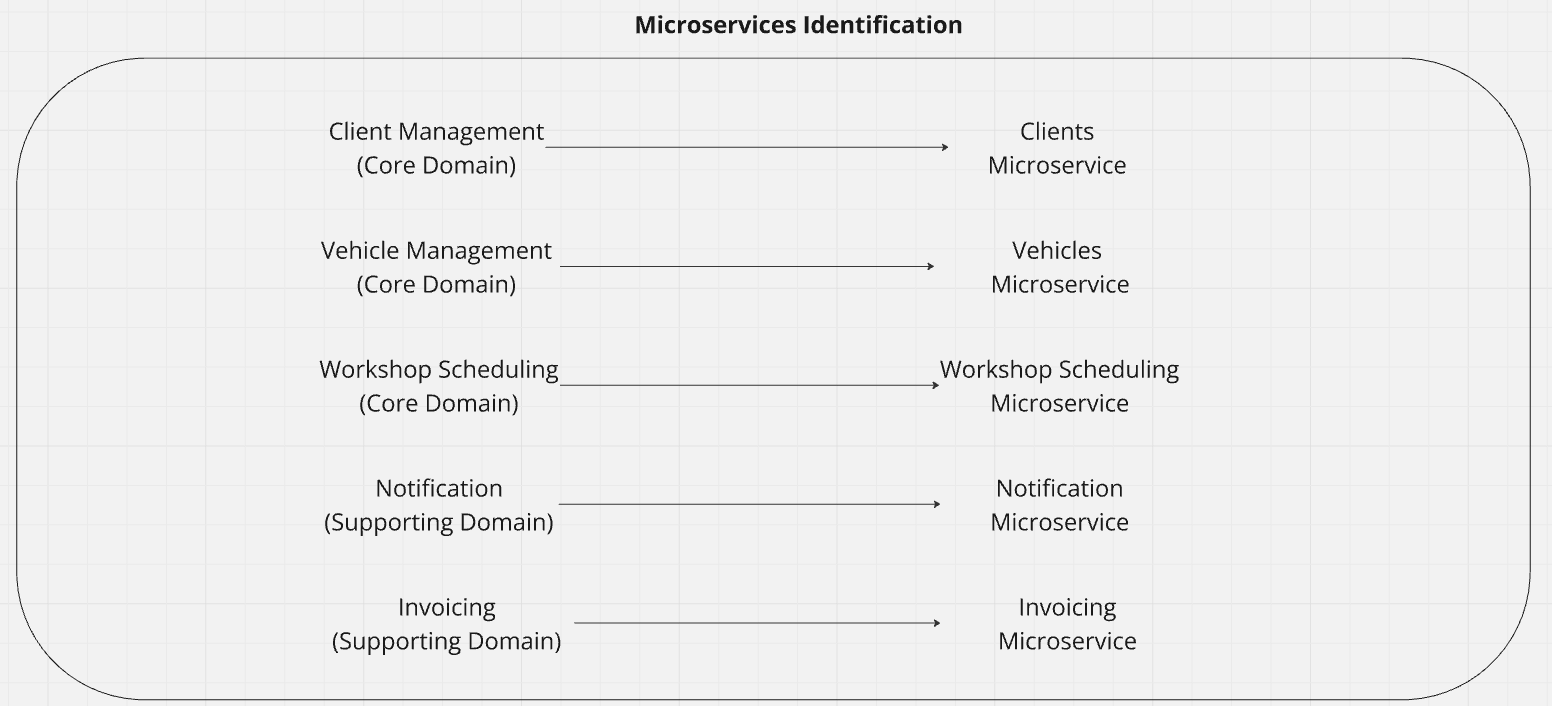 Microservices Identification
Client Management
(Core Domain)
Clients
Microservice
Vehicle Management
(Core Domain)
Vehicles
Microservice
Workshop Scheduling
(Core Domain)
Workshop Scheduling
Microservice
Notification
(Supporting Domain)
Notification
Microservice
Invoicing
(Supporting Domain)
Invoicing
Microservice